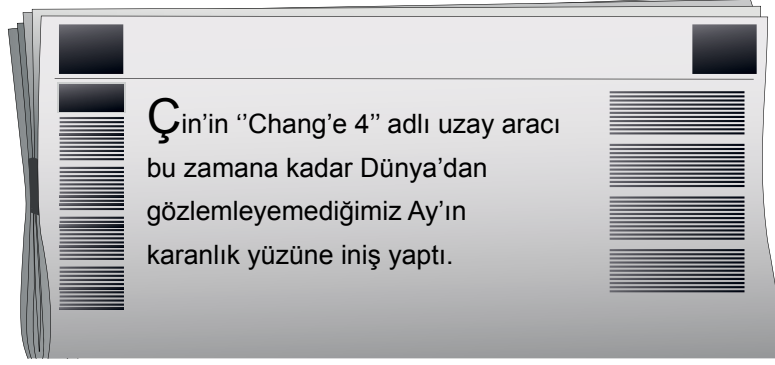 Çin’in ‘’Chang’e 4’’ adlı uzay aracı
bu zamana kadar Dünya’dan
gözlemleyemediğimiz Ay’ın
karanlık yüzüne iniş yaptı.